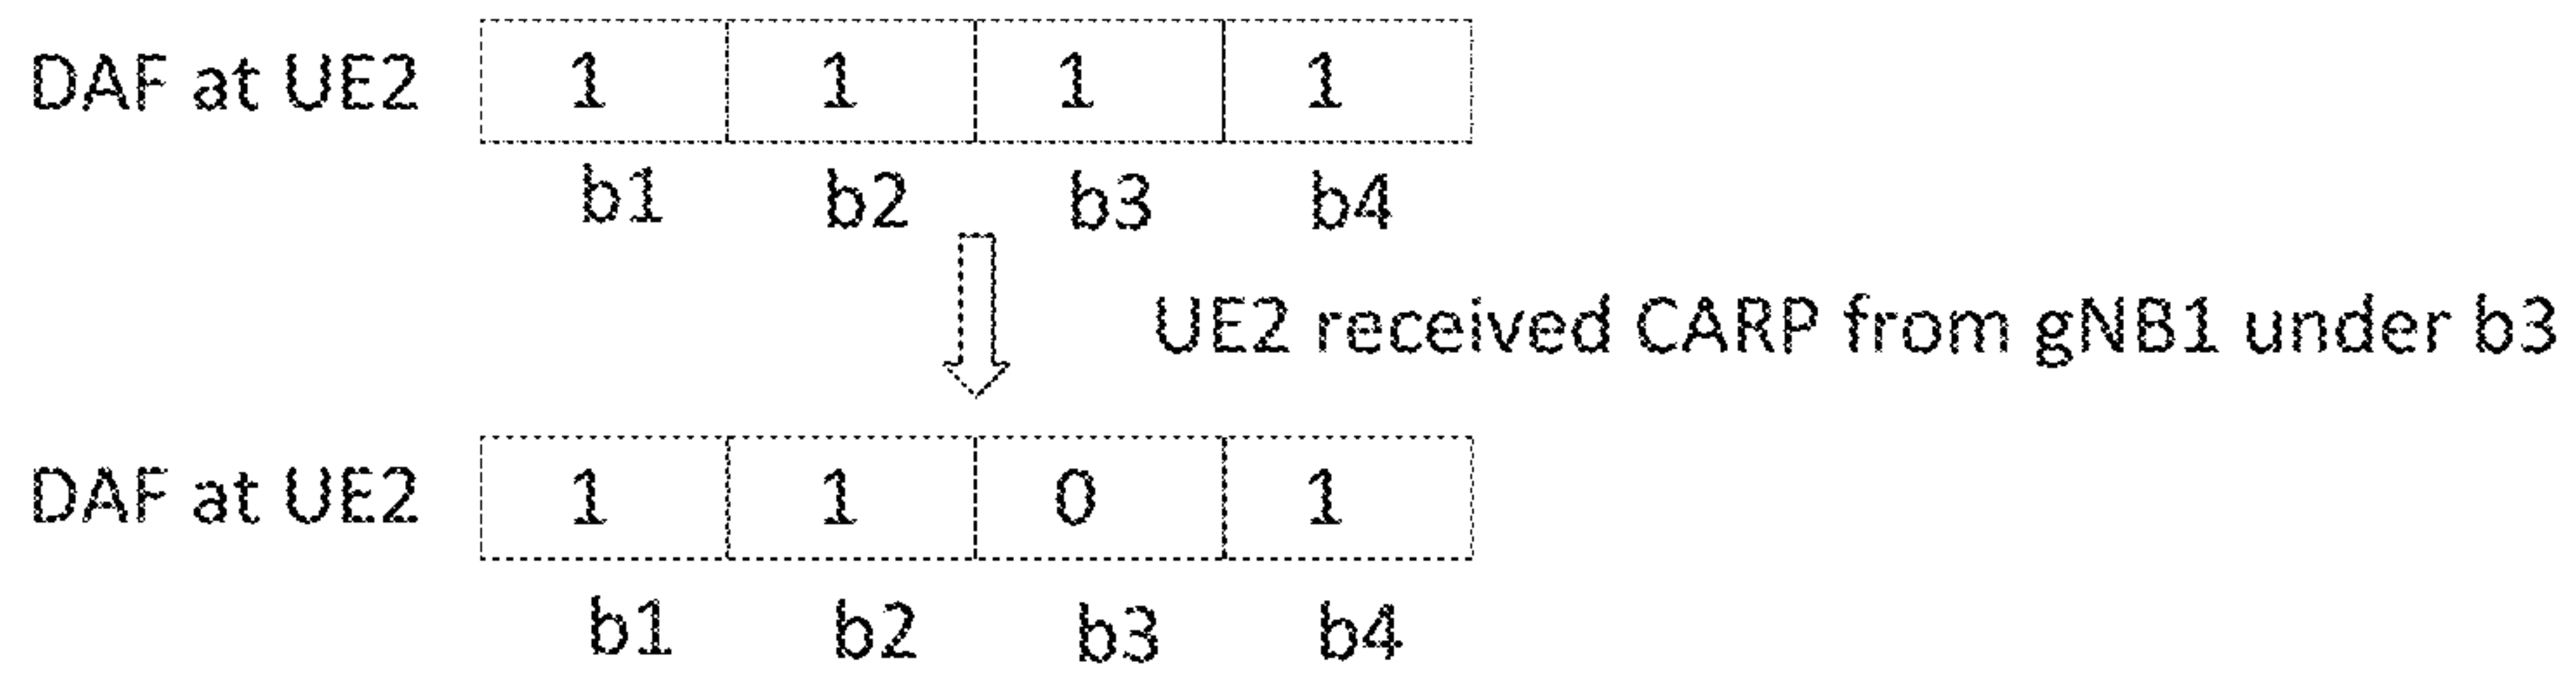 DAF at UE2 1 1 1 1
b1 b2 b3 b4
UE2 received CARP from gNB1 under b3
DAF at UE2 1 1 0 1
b1 b2 b3 b4